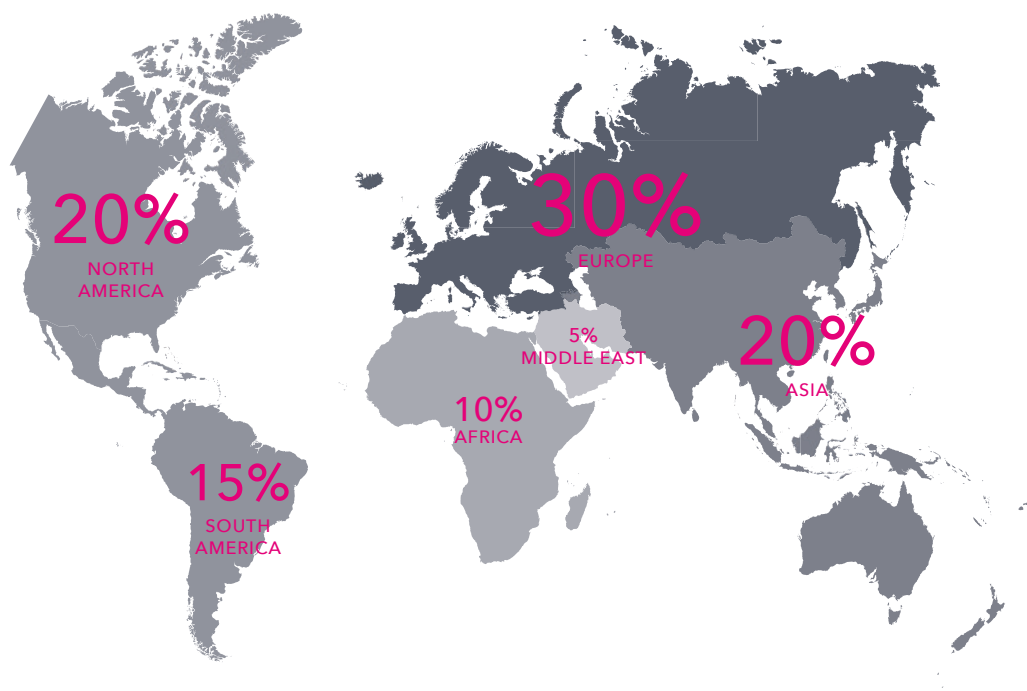 20%
NORTH
AMERICA
30%
EUROPE
5%
MIDDLE EAST
20%
ASIA
10%
AFRICA
15%
SOUTH
AMERICA